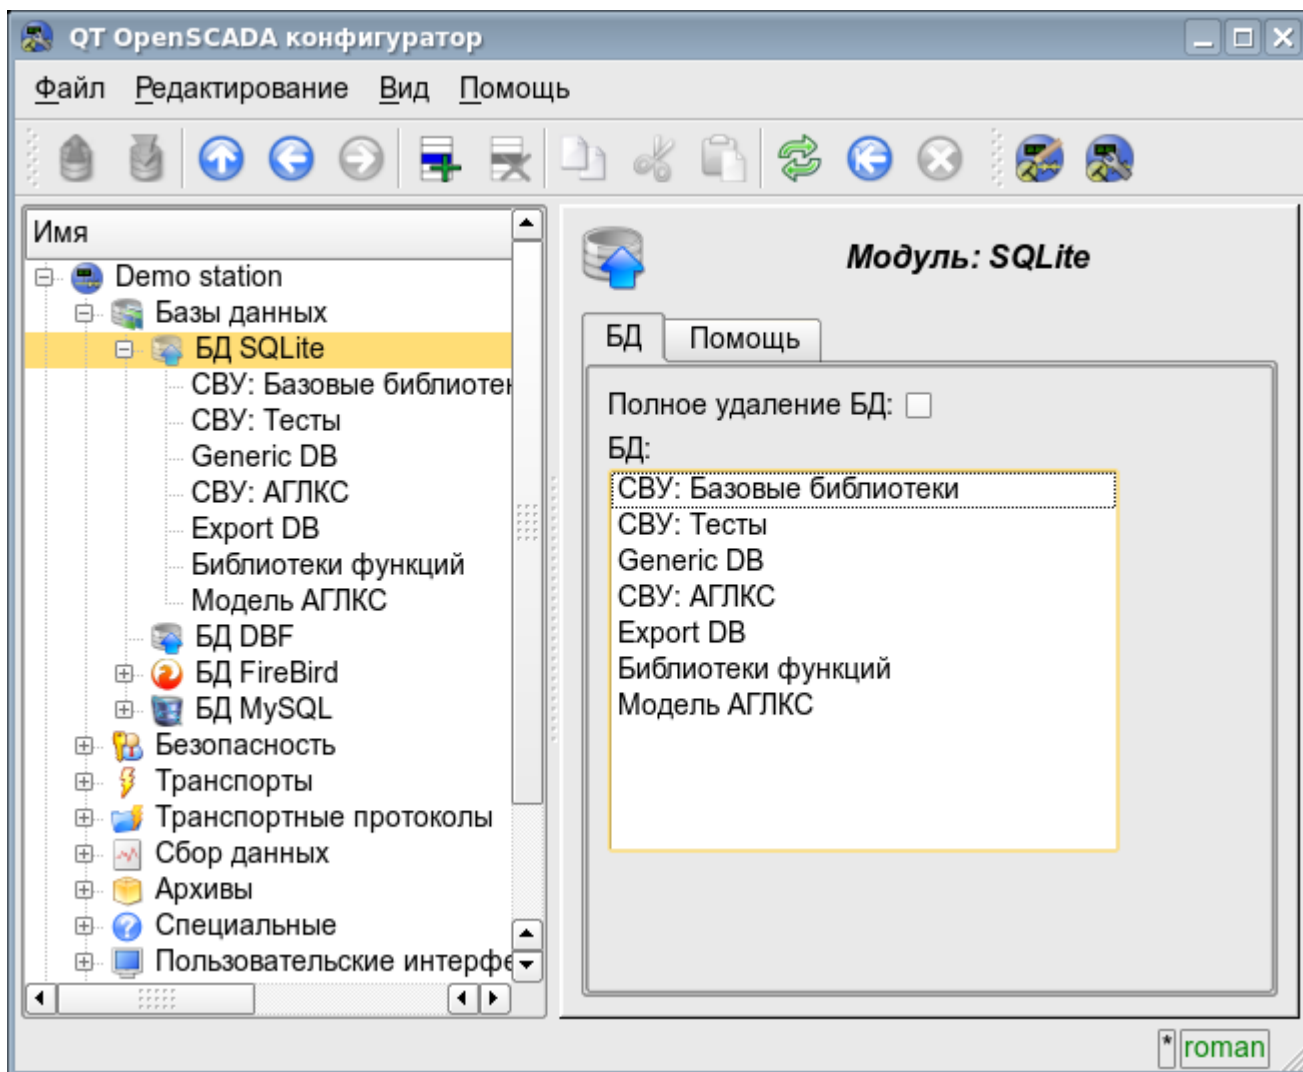 QT OpenSCADA конфигуратор
Файл Редактирование Вид Помощь
Имя
Demo station
Базы данных
БД SQLite
СВУ: Базовые библиотек
СВУ: Тесты
Generic DB
СВУ: АГЛКС
Export DB
Библиотеки функций
Модель АГЛКС
БД DBF
БД FireBird
БД MySQL
Безопасность
Транспорты
Транспортные протоколы
Сбор данных
Архивы
Специальные
Пользовательские интерфе
Модуль: SQLite
БД Помощь
Полное удаление БД:
БД:
СВУ: Базовые библиотеки
СВУ: Тесты
Generic DB
СВУ: АГЛКС
Export DB
Библиотеки функций
Модель АГЛКС
* roman